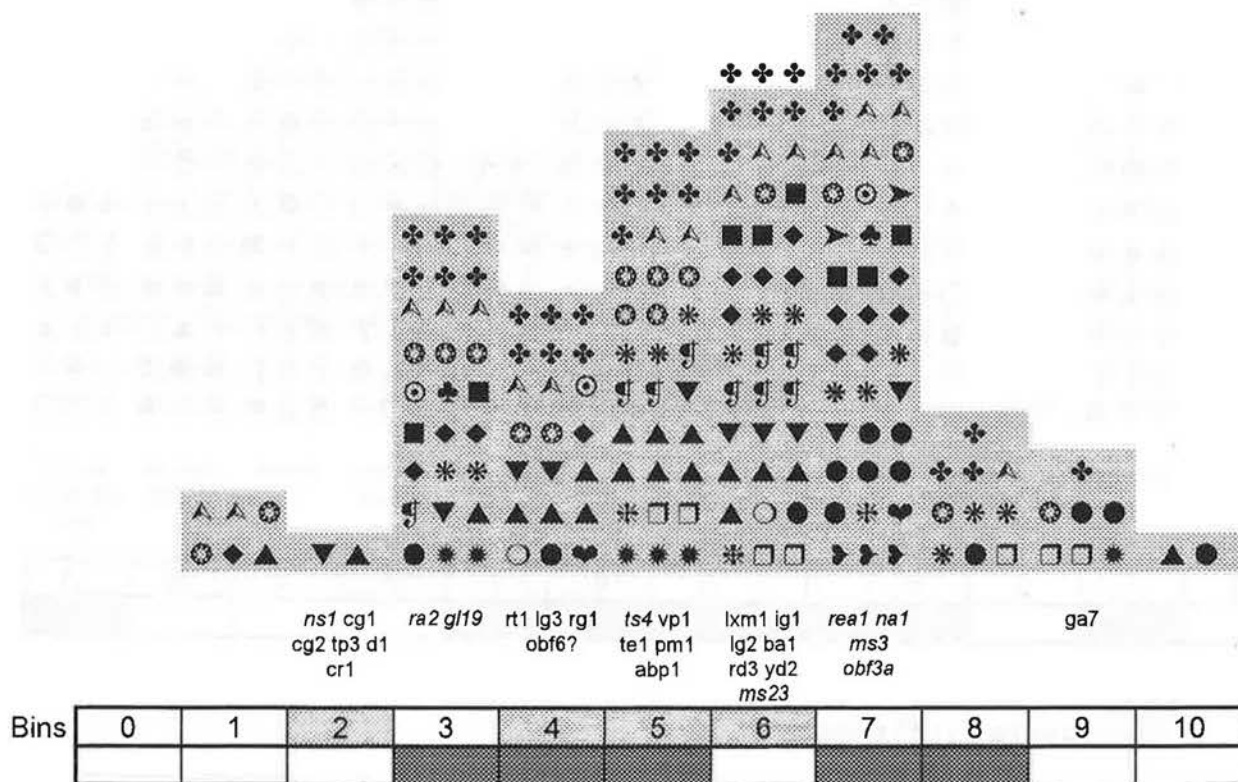 ns1 cg1 ra2 gl19 rt1 lg3 rg1 ts4 vp1 lxm1 ig1 rea1 na1 ga7
cg2 tp3 d1 obf6? te1 pm1 lg2 ba1 ms3
cr1 abp1 rd3 yd2 obf3a
ms23
Bins 0 1 2 3 4 5 6 7 8 9 10